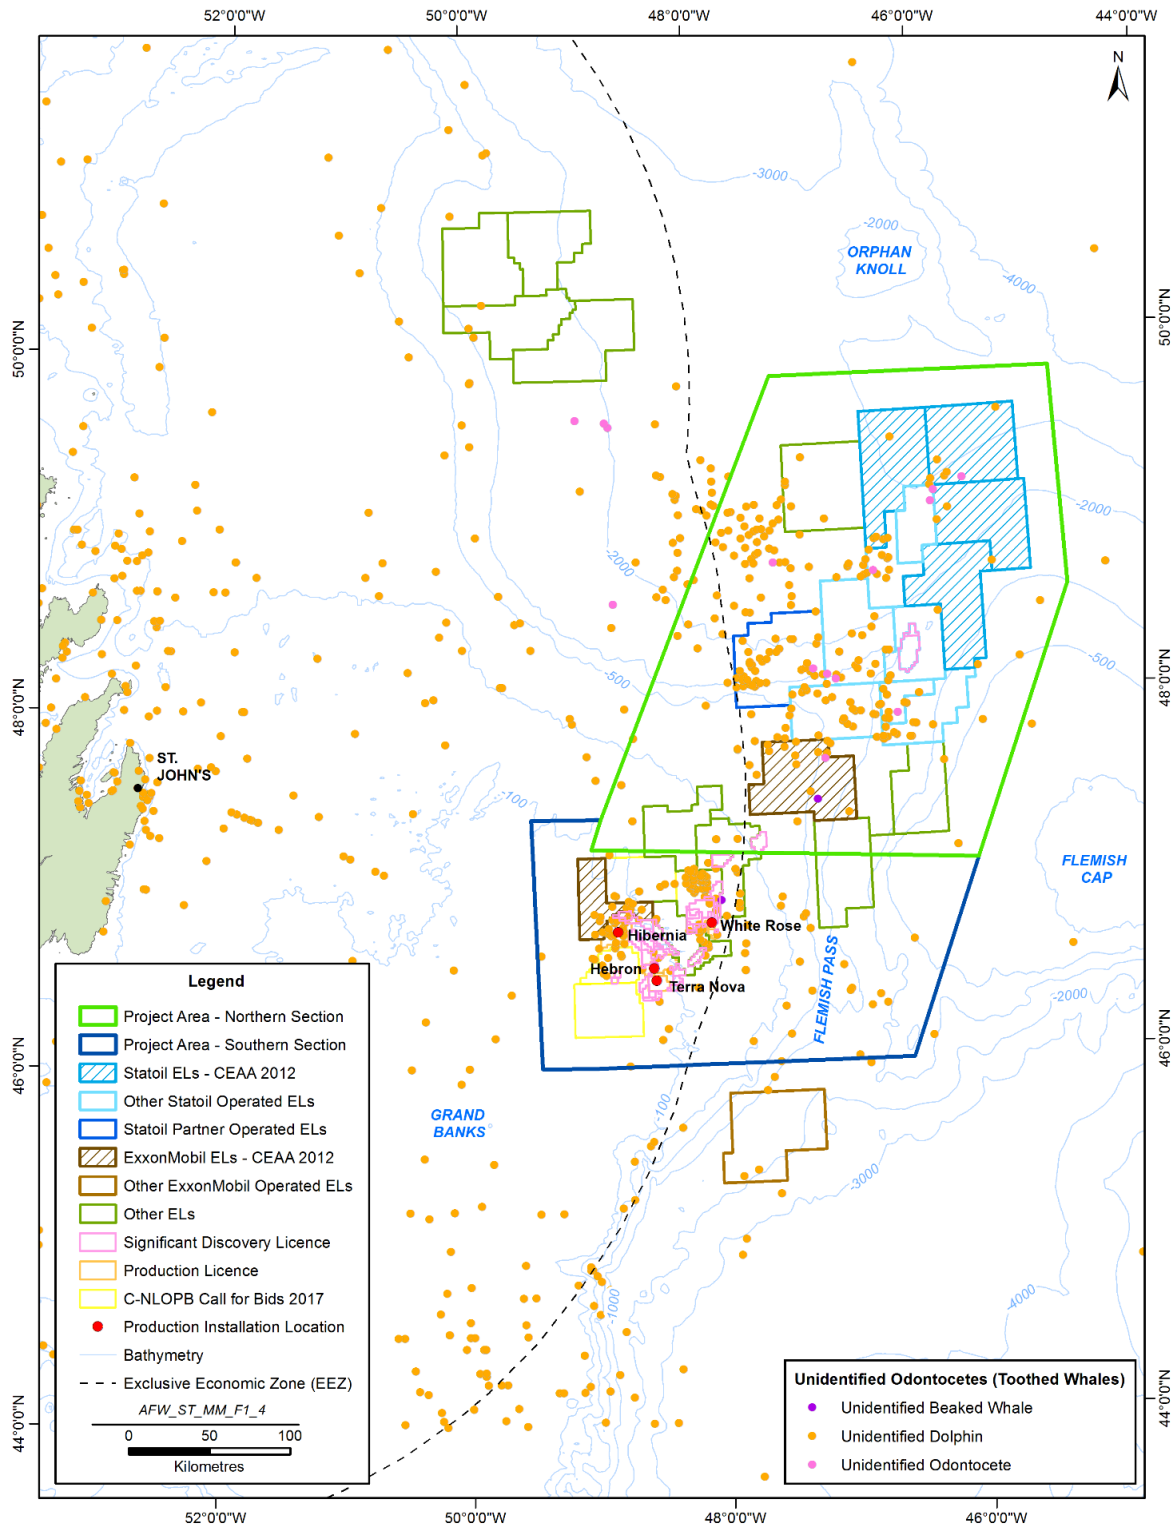 52°0'0"W
50°0'0"W
48°0'0"W
46°0'0"W
44°0'0"W
N
-3000
-2000
ORPHAN
KNOLL
-4000
50°0'0"N
50°0'0"N
-2000
-2000
-500
-500
48°0'0"N
48°0'0"N
ST.
JOHN'S
-100
FLEMISH
CAP
White Rose
Hibernia
Hebron
Terra Nova
FLEMISH PASS
-2000
46°0'0"N
46°0'0"N
-100
GRAND
BANKS
-3000
-1000
-4000
44°0'0"N
44°0'0"N
Legend
Project Area - Northern Section
Project Area - Southern Section
Statoil ELs - CEAA 2012
Other Statoil Operated ELs
Statoil Partner Operated ELs
ExxonMobil ELs - CEAA 2012
Other ExxonMobil Operated ELs
Other ELs
Significant Discovery Licence
Production Licence
C-NLOPB Call for Bids 2017
Production Installation Location
Bathymetry
Exclusive Economic Zone (EEZ)
AFW_ST_MM_F1_4
0 50 100
Kilometres
Unidentified Odontocetes (Toothed Whales)
Unidentified Beaked Whale
Unidentified Dolphin
Unidentified Odontocete
52°0'0"W
50°0'0"W
48°0'0"W
46°0'0"W